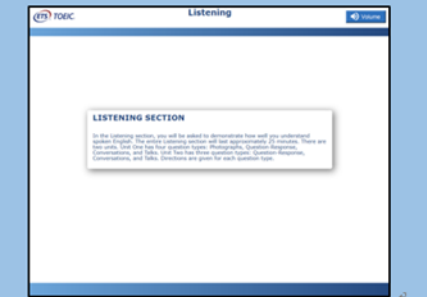 ETS TOEIC
Listening
Volume
LISTENING SECTION
In the Listening section, you will be asked to demonstrate how well you understand
spoken English. The entire Listening section will last approximately 25 minutes. There are
two units. Unit One has four question types: Photographs, Question-Response,
Conversations, and Talks. Unit Two has three question types: Question-Response,
Conversations, and Talks. Directions are given for each question type.